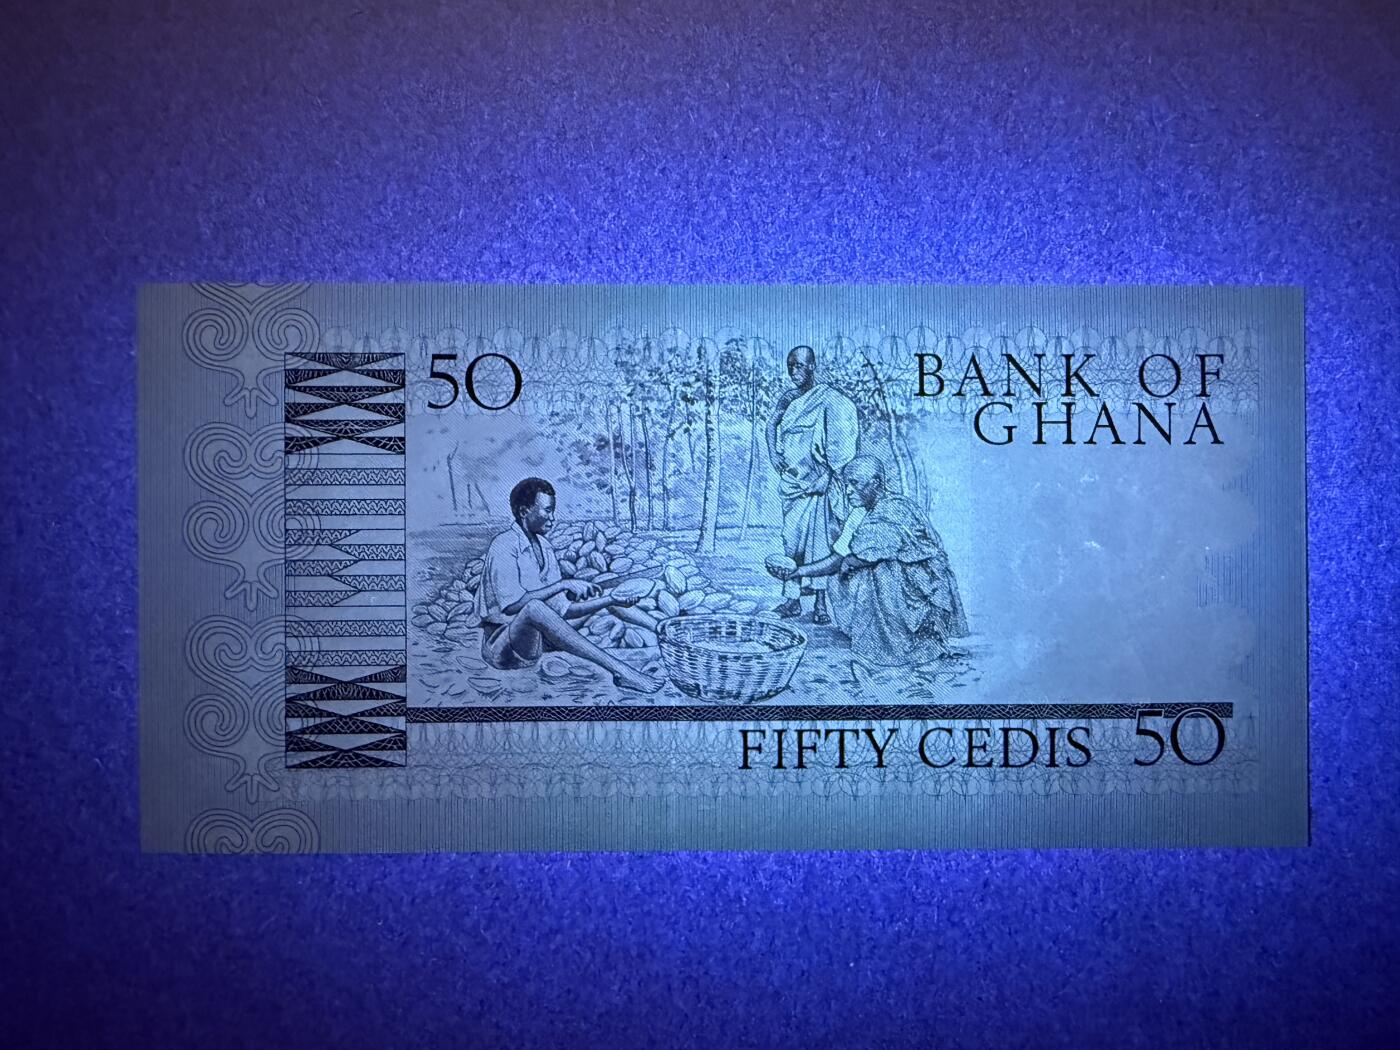 50
BANK OF
GHANA
FIFTY CEDIS 50